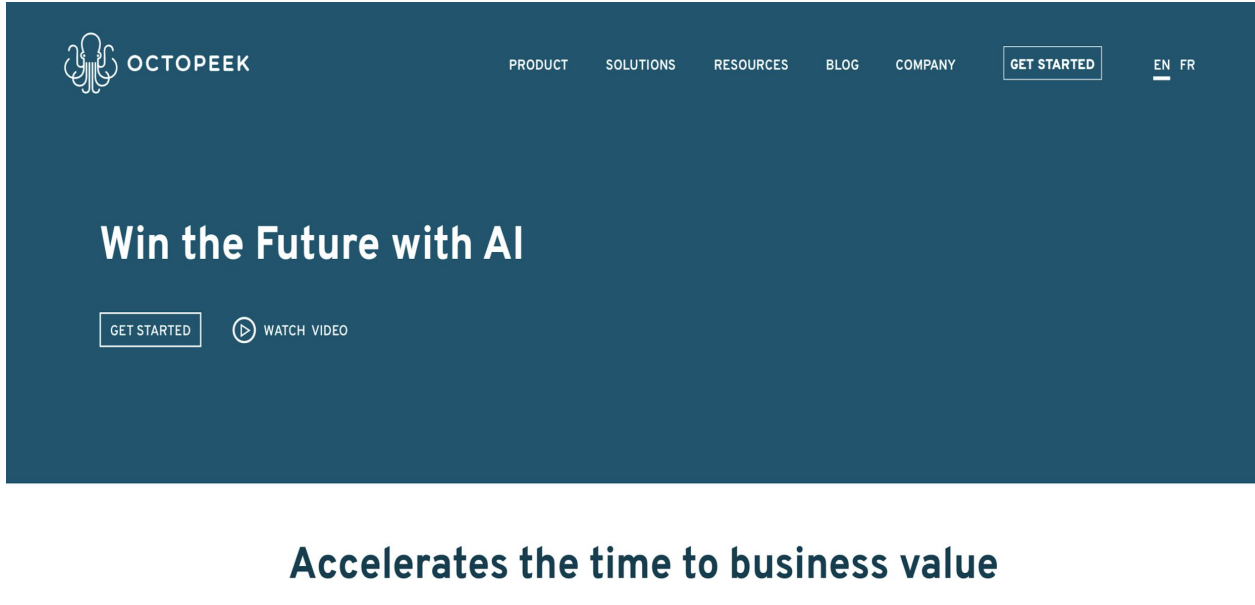 OCTOPEEK PRODUCT SOLUTIONS RESOURCES BLOG COMPANY GET STARTED EN FR
Win the Future with AI
GET STARTED WATCH VIDEO
Accelerates the time to business value